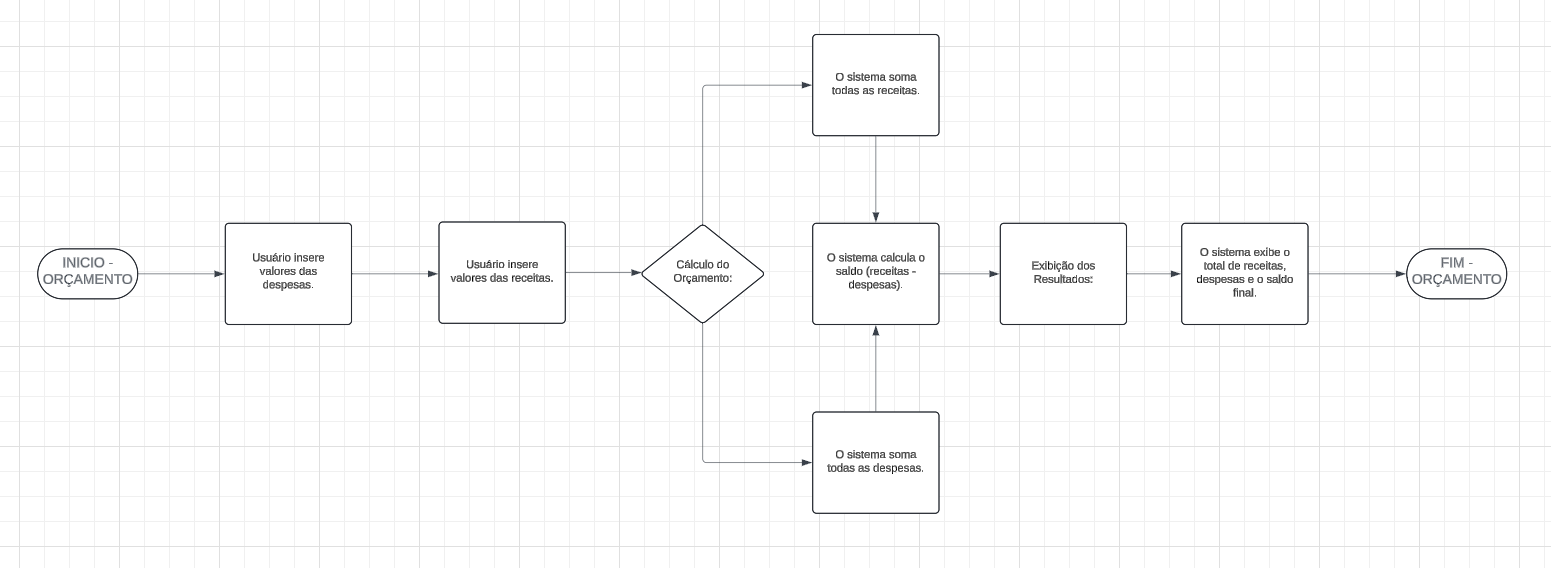 INICIO -
ORÇAMENTO
Usuário insere
valores das
despesas.
Usuário insere
valores das receitas.
Cálculo do
Orçamento:
O sistema soma
todas as receitas.
O sistema calcula o
saldo (receitas -
despesas).
O sistema soma
todas as despesas.
Exibição dos
Resultados:
O sistema exibe o
total de receitas,
despesas e o saldo
final.
FIM -
ORÇAMENTO